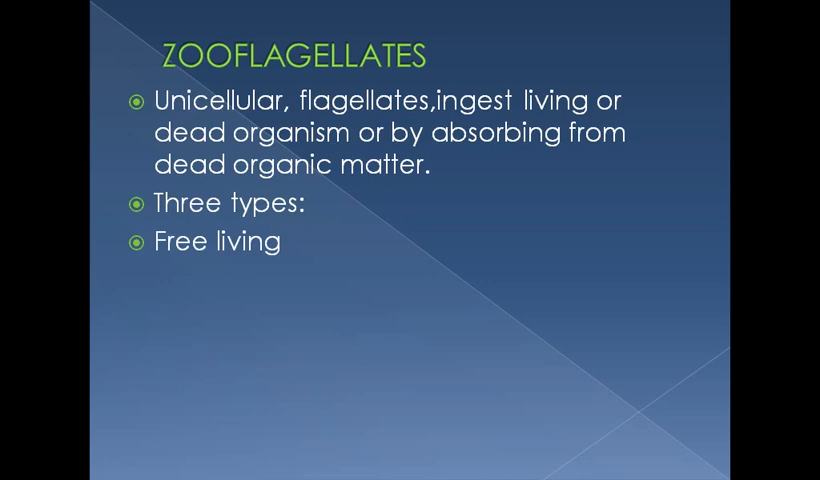 ZOOFLAGELLATES
Unicellular, flagellates,ingest living or
dead organism or by absorbing from
dead organic matter.
Three types:
Free living